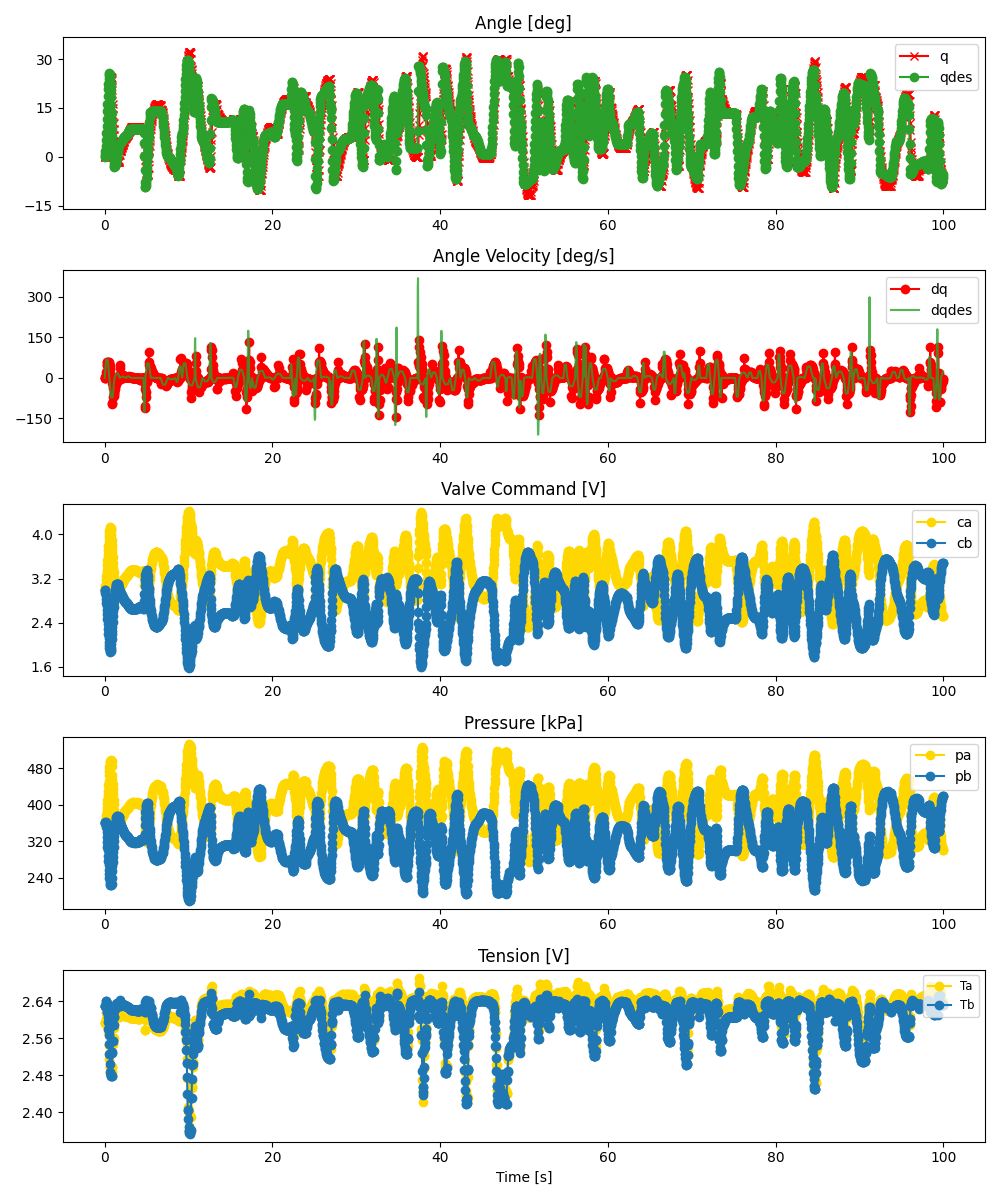 Angle [deg]
30
15
0
−15
q
qdes
0 20 40 60 80 100
Angle Velocity [deg/s]
300
150
0
−150
dq
dqdes
0 20 40 60 80 100
Valve Command [V]
4.0
3.2
2.4
1.6
ca
cb
0 20 40 60 80 100
Pressure [kPa]
480
400
320
240
pa
pb
0 20 40 60 80 100
Tension [V]
2.64
2.56
2.48
2.40
Ta
Tb
0 20 40 60 80 100
Time [s]